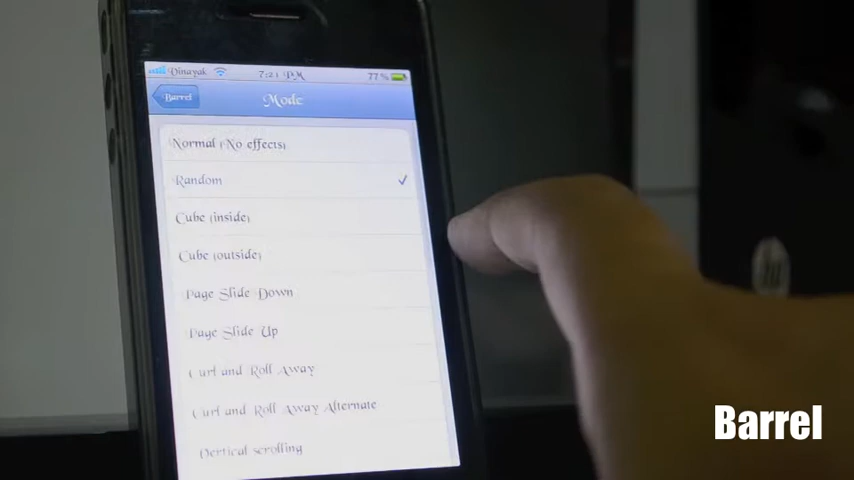 Vinayak 7:21 PM 77%
Barrel Mode
Normal (No effects)
Random
Cube (inside)
Cube (outside)
Page Slide Down
Page Slide Up
Curl and Roll Away
Curl and Roll Away Alternate
Vertical scrolling
hp
Barrel